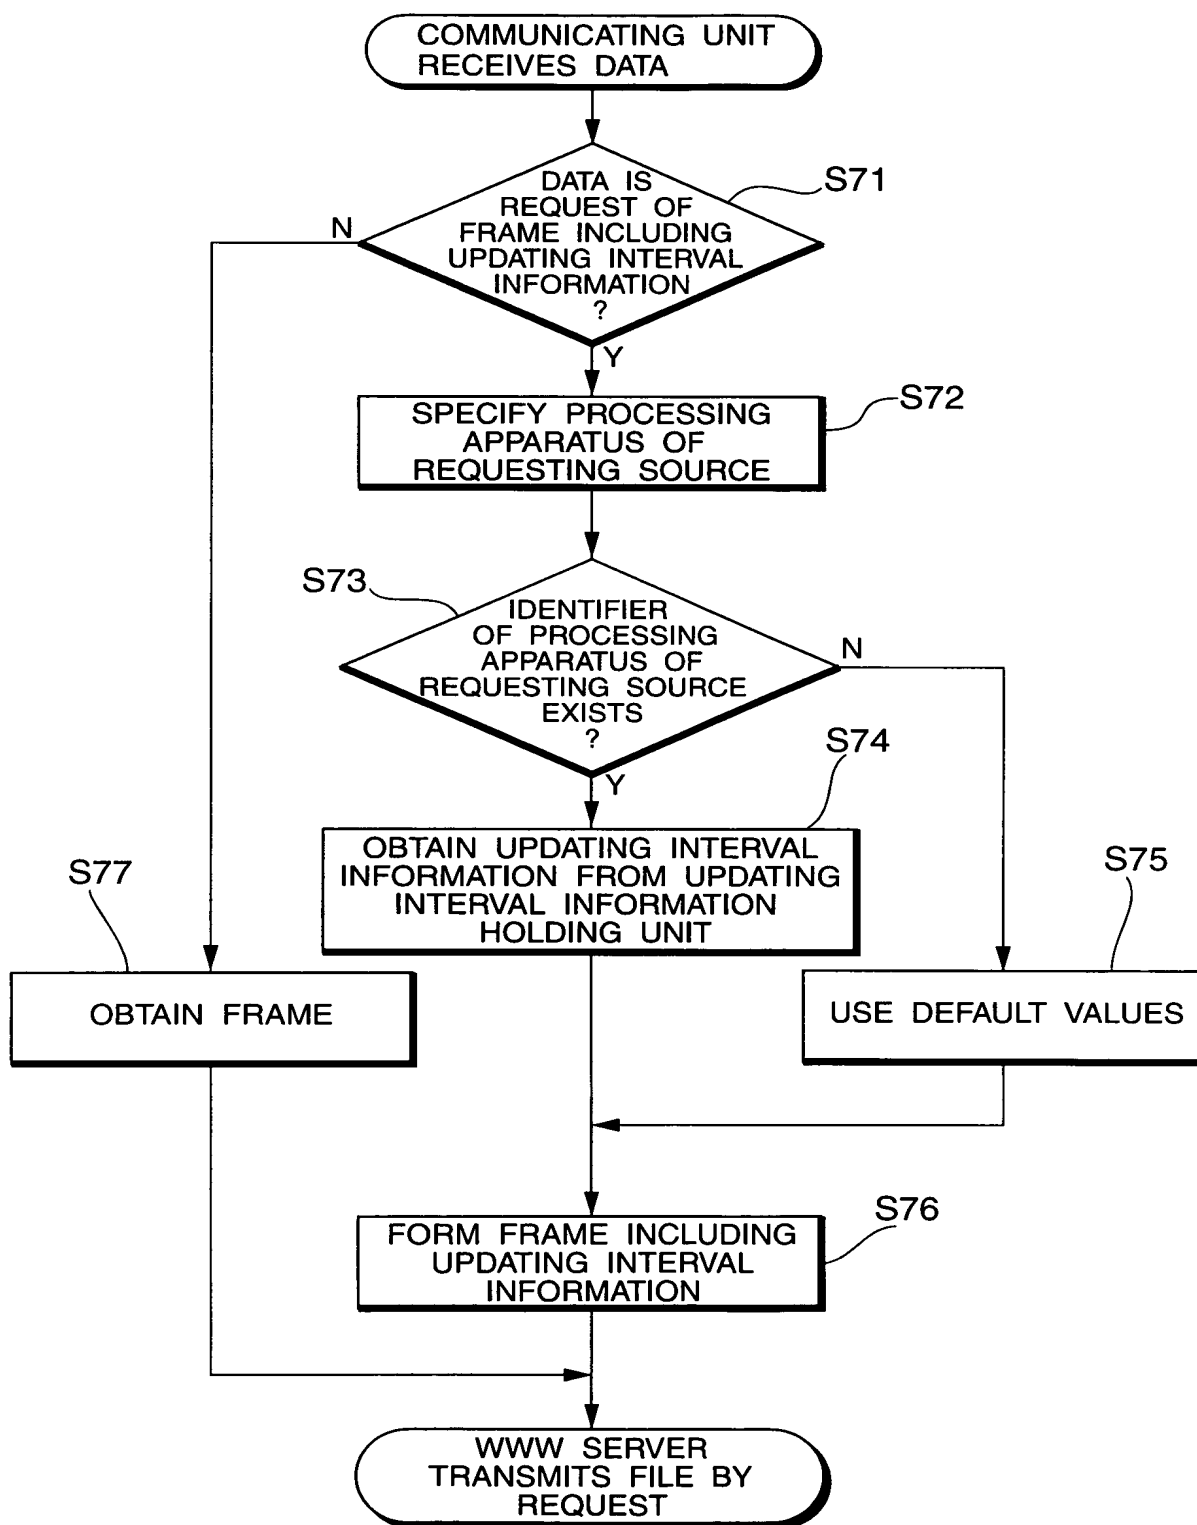 COMMUNICATING UNIT
RECEIVES DATA
S71
DATA IS
REQUEST OF
FRAME INCLUDING
UPDATING INTERVAL
INFORMATION
?
N
Y
S72
SPECIFY PROCESSING
APPARATUS OF
REQUESTING SOURCE
S73
IDENTIFIER
OF PROCESSING
APPARATUS OF
REQUESTING SOURCE
EXISTS
?
N
Y
S74
OBTAIN UPDATING INTERVAL
INFORMATION FROM UPDATING
INTERVAL INFORMATION
HOLDING UNIT
S77
OBTAIN FRAME
S75
USE DEFAULT VALUES
S76
FORM FRAME INCLUDING
UPDATING INTERVAL
INFORMATION
WWW SERVER
TRANSMITS FILE BY
REQUEST